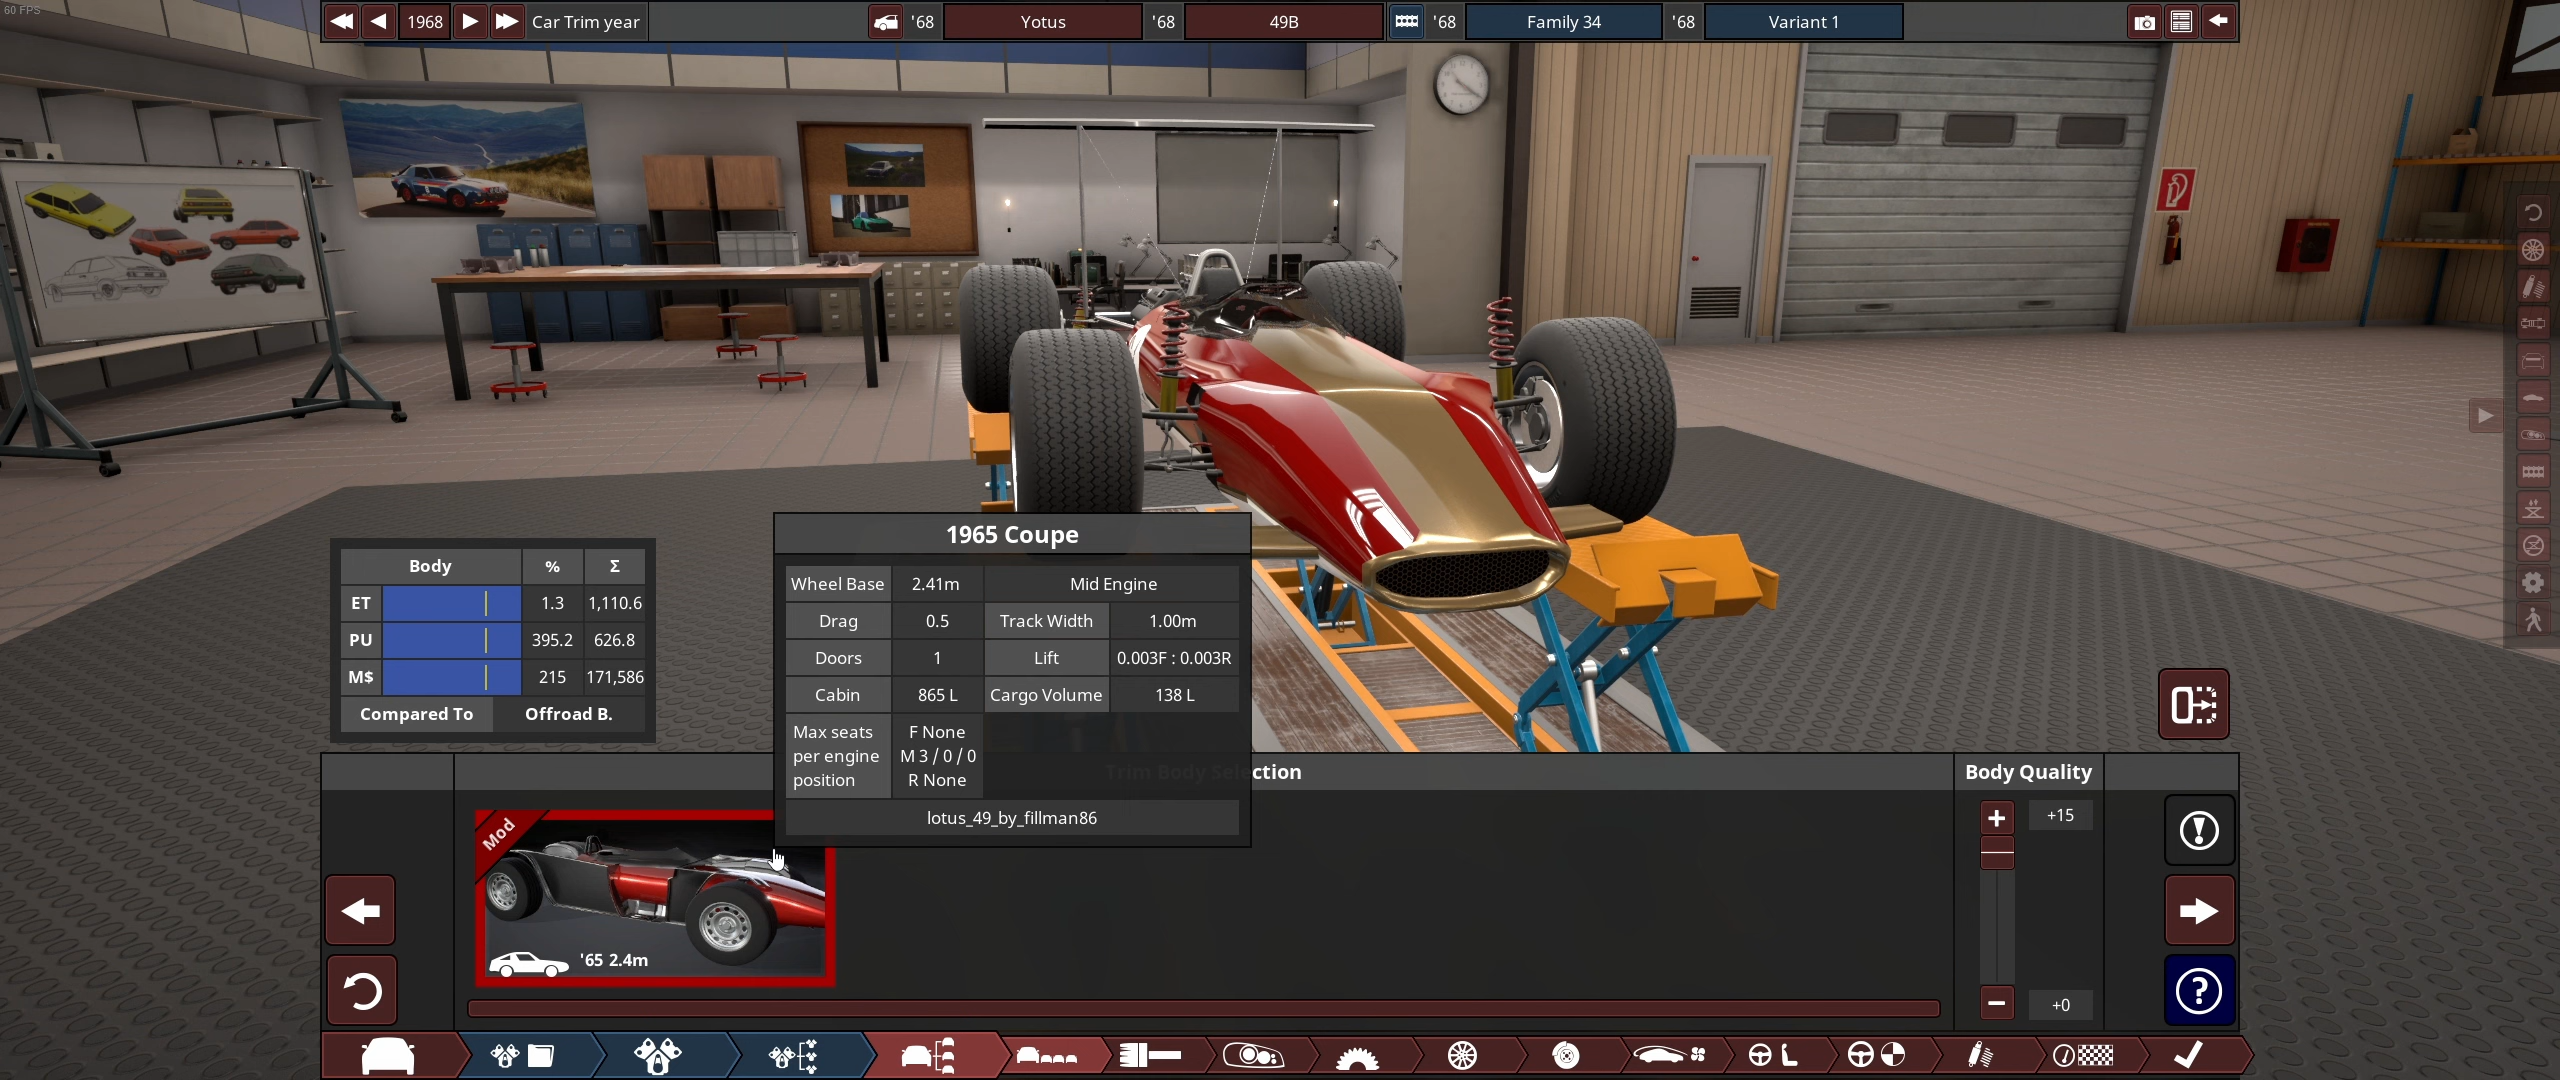 60 FPS
1968 Car Trim year
'68 Yotus '68 49B '68 Family 34 '68 Variant 1
1965 Coupe
Wheel Base 2.41m Mid Engine
Drag 0.5 Track Width 1.00m
Doors 1 Lift 0.003F : 0.003R
Cabin 865 L Cargo Volume 138 L
Max seats per engine position
F None
M 3 / 0 / 0
R None
lotus_49_by_fillman86
Body % Σ
ET 1.3 1,110.6
PU 395.2 626.8
M$ 215 171,586
Compared To Offroad B.
Trim Body Selection
Body Quality
+15
+0
Mod
'65 2.4m